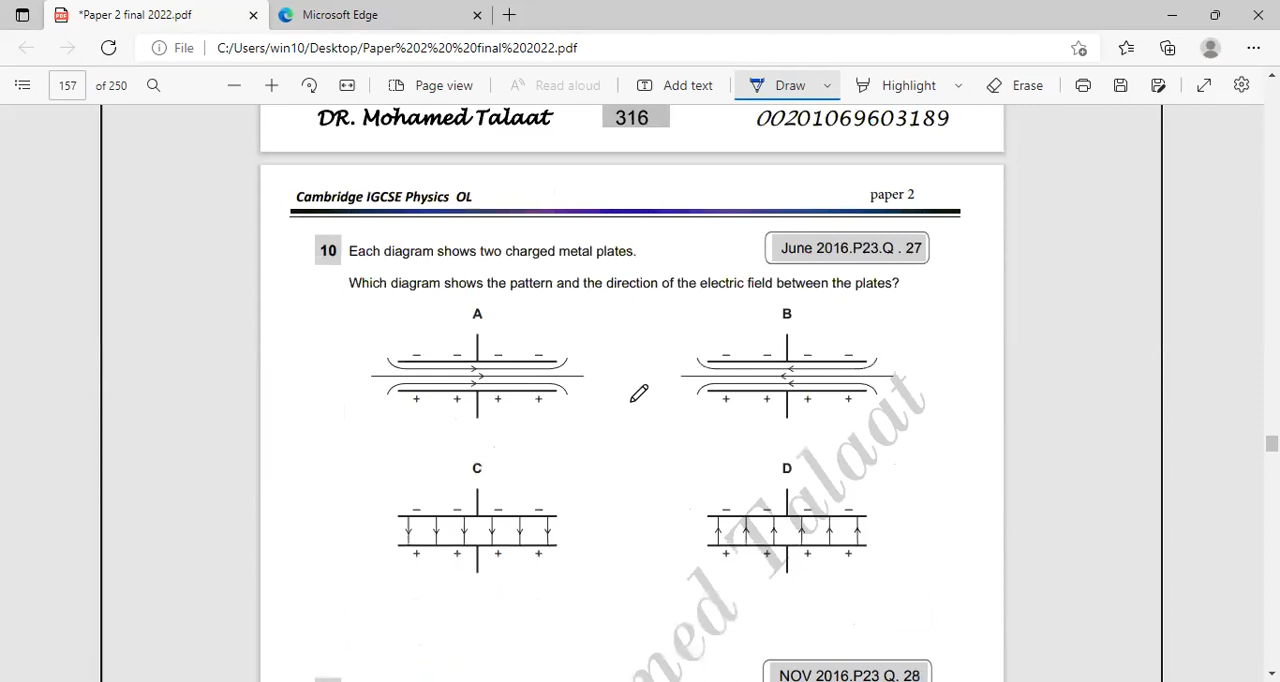 *Paper 2 final 2022.pdf
Microsoft Edge
File C:/Users/win10/Desktop/Paper%202%20%20final%202022.pdf
157 of 250 Page view Read aloud Add text Draw Highlight Erase
DR. Mohamed Talaat 316 00201069603189
Cambridge IGCSE Physics OL paper 2
10 Each diagram shows two charged metal plates. June 2016.P23.Q . 27
Which diagram shows the pattern and the direction of the electric field between the plates?
A B
– – – – – – – –
+ + + + + + + +
C D
– – – – – – – –
+ + + + + + + +
med Talaat
NOV 2016.P23 Q. 28